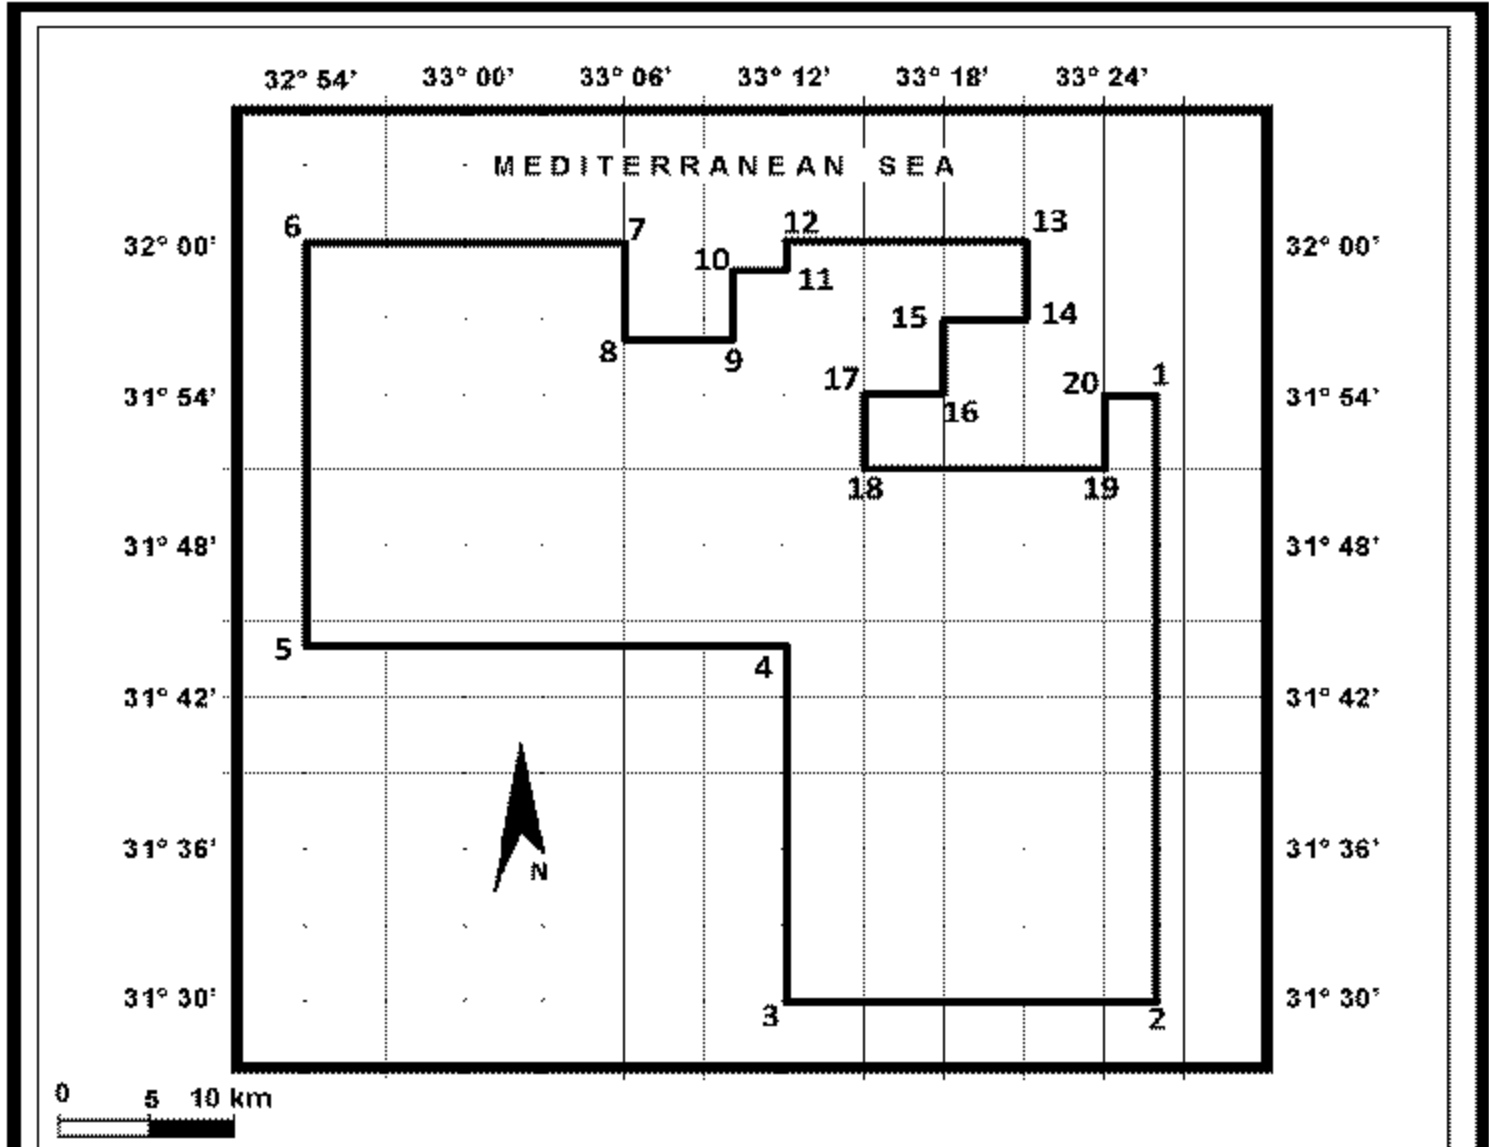 32° 54' 33° 00' 33° 06' 33° 12' 33° 18' 33° 24'
MEDITERRANEAN SEA
6 7 12 13
32° 00' 32° 00'
10 11
15 14
8 9
17 20 1
31° 54' 31° 54'
16
18 19
31° 48' 31° 48'
5 4
31° 42' 31° 42'
31° 36' 31° 36'
N
31° 30' 31° 30'
3 2
0 5 10 km